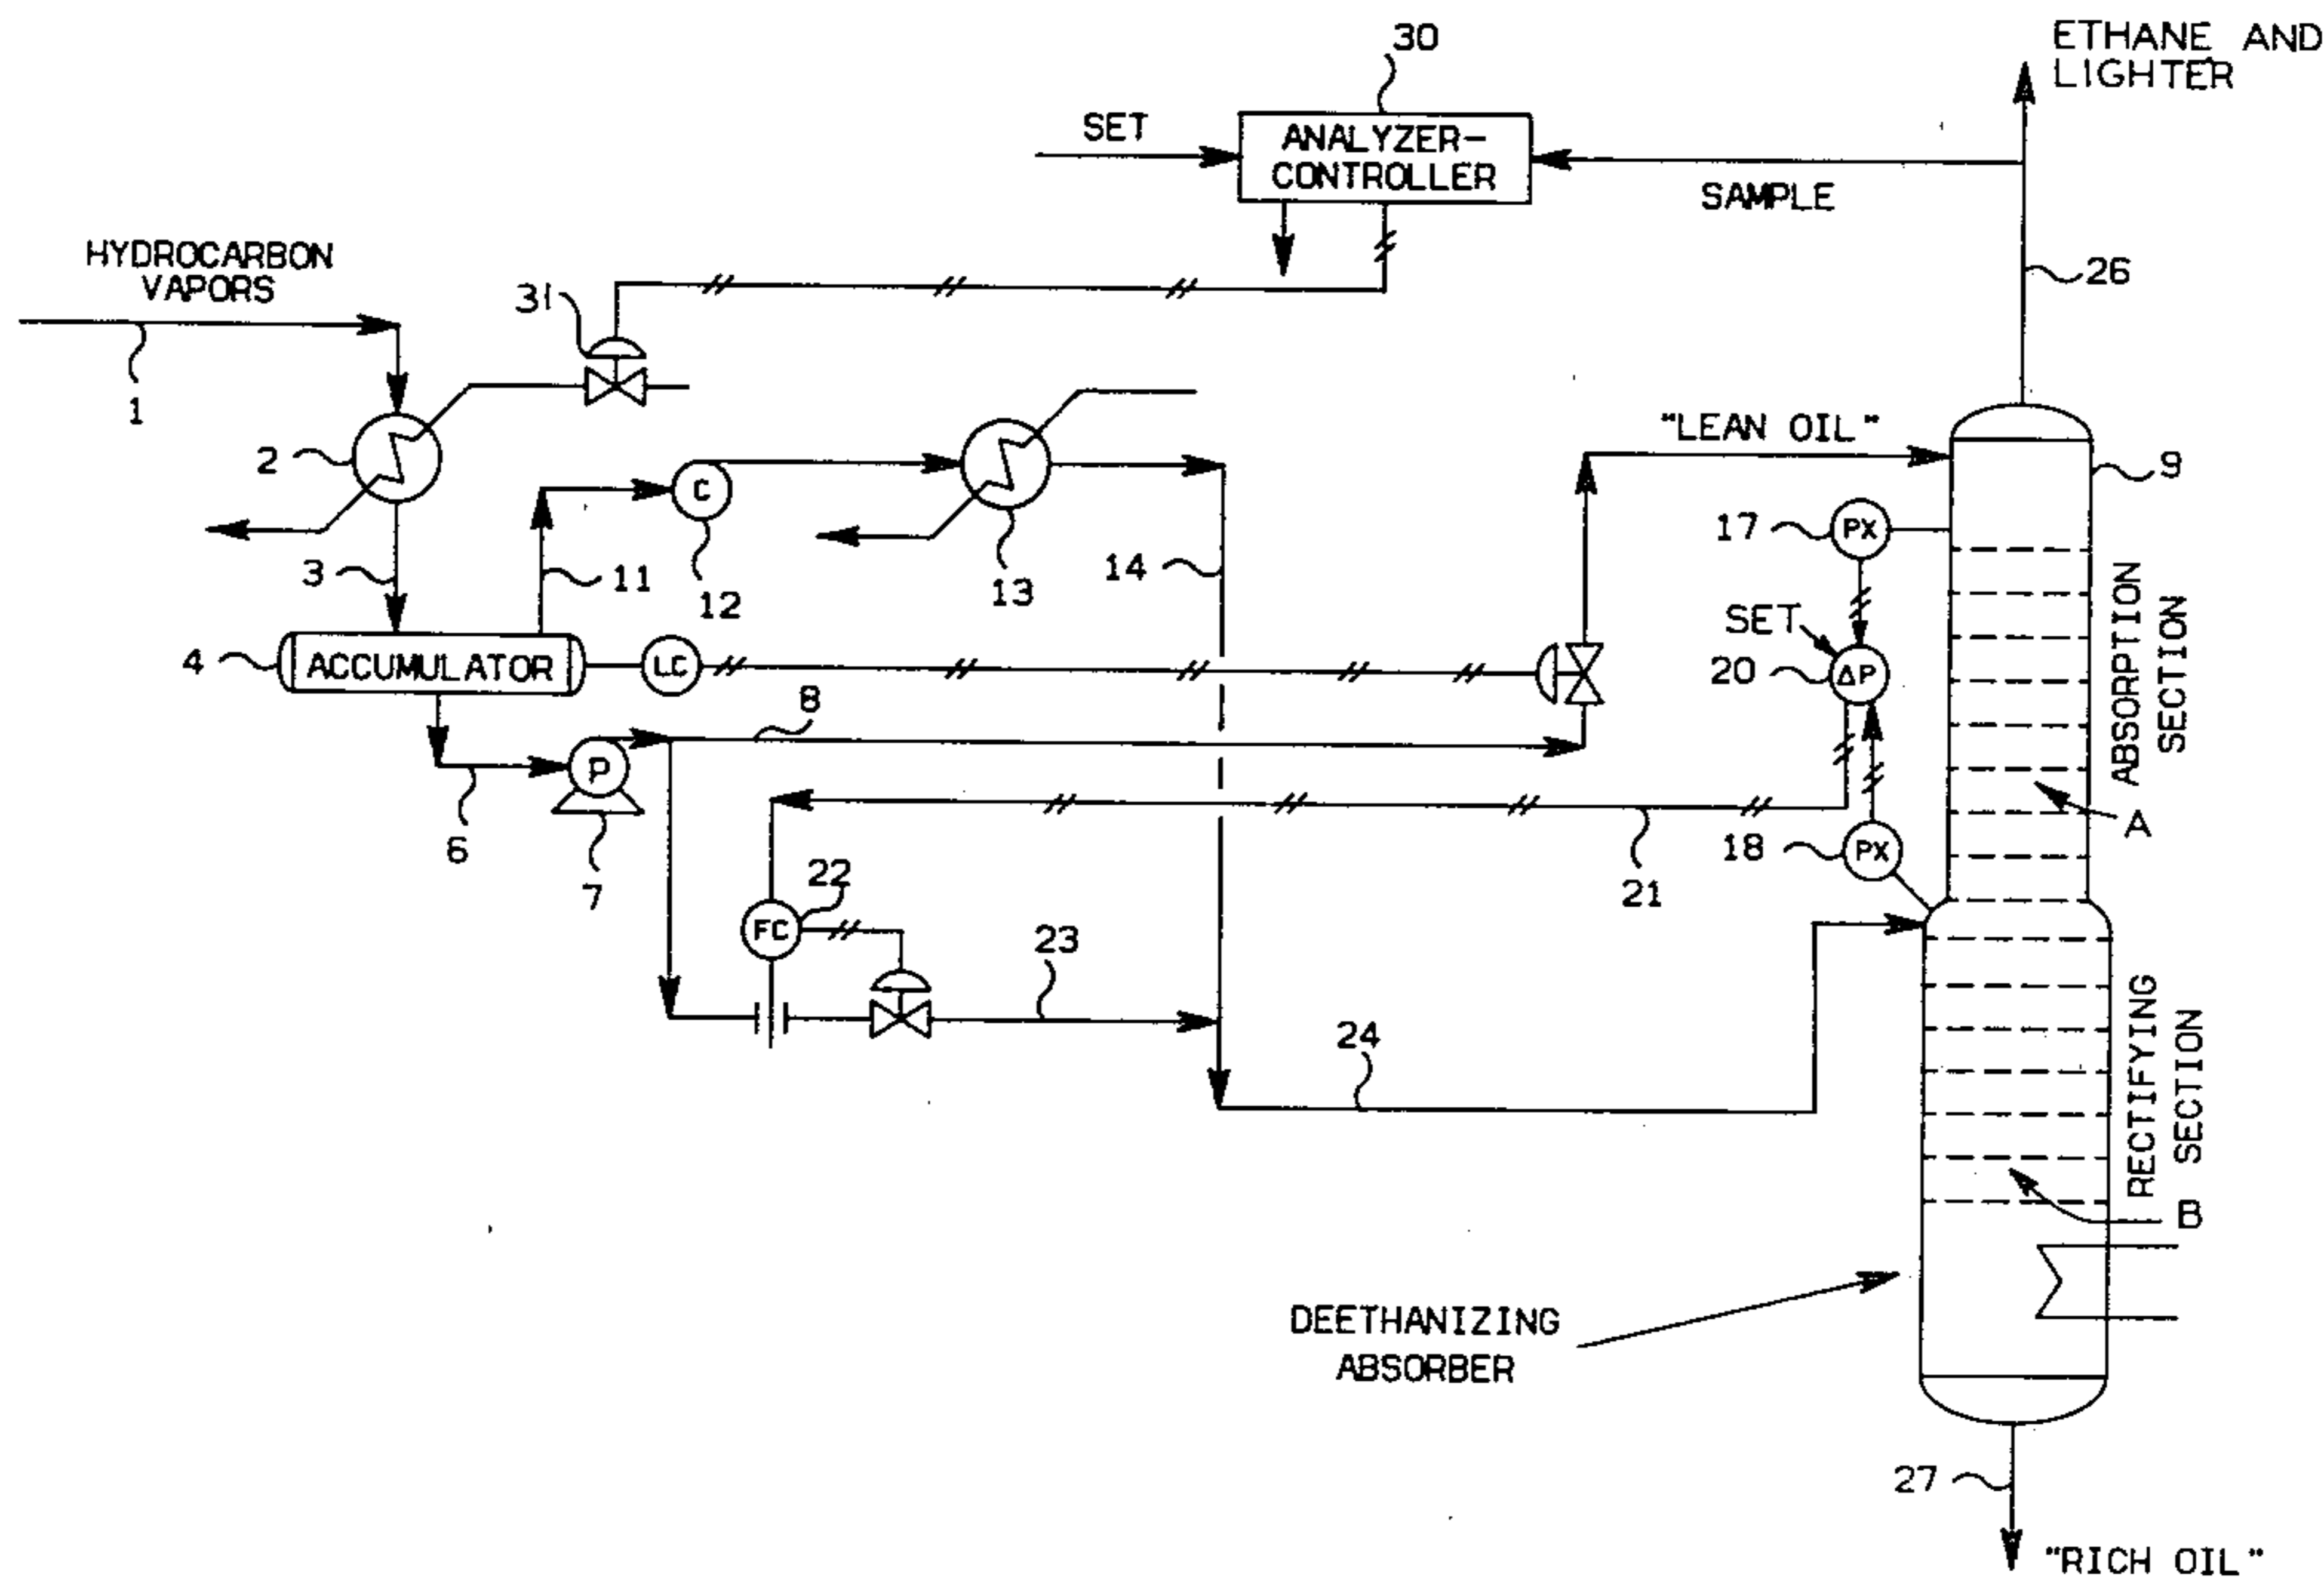 30
ETHANE AND
LIGHTER
SET
ANALYZER-
CONTROLLER
SAMPLE
HYDROCARBON
VAPORS
31
26
1
2
"LEAN OIL"
9
C
17
PX
3
11
12
13
14
ABSORPTION
SECTION
SET
4
ACCUMULATOR
LC
20
ΔP
8
P
6
7
A
18
PX
21
22
FC
23
24
RECTIFYING
SECTION
B
DEETHANIZING
ABSORBER
27
"RICH OIL"